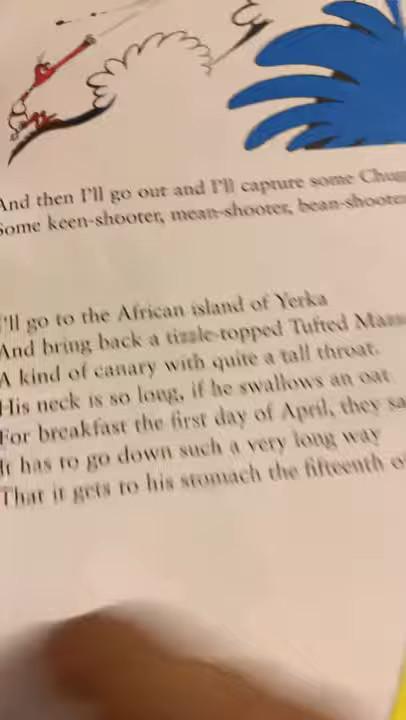 And then I'll go out and I'll capture some Chug
Some keen-shooter, mean-shooter, bean-shooter
I'll go to the African island of Yerka
And bring back a tizzle-topped Tufted Maz
A kind of canary with quite a tall throat.
His neck is so long, if he swallows an oat
For breakfast the first day of April, they sa
It has to go down such a very long way
That it gets to his stomach the fifteenth o